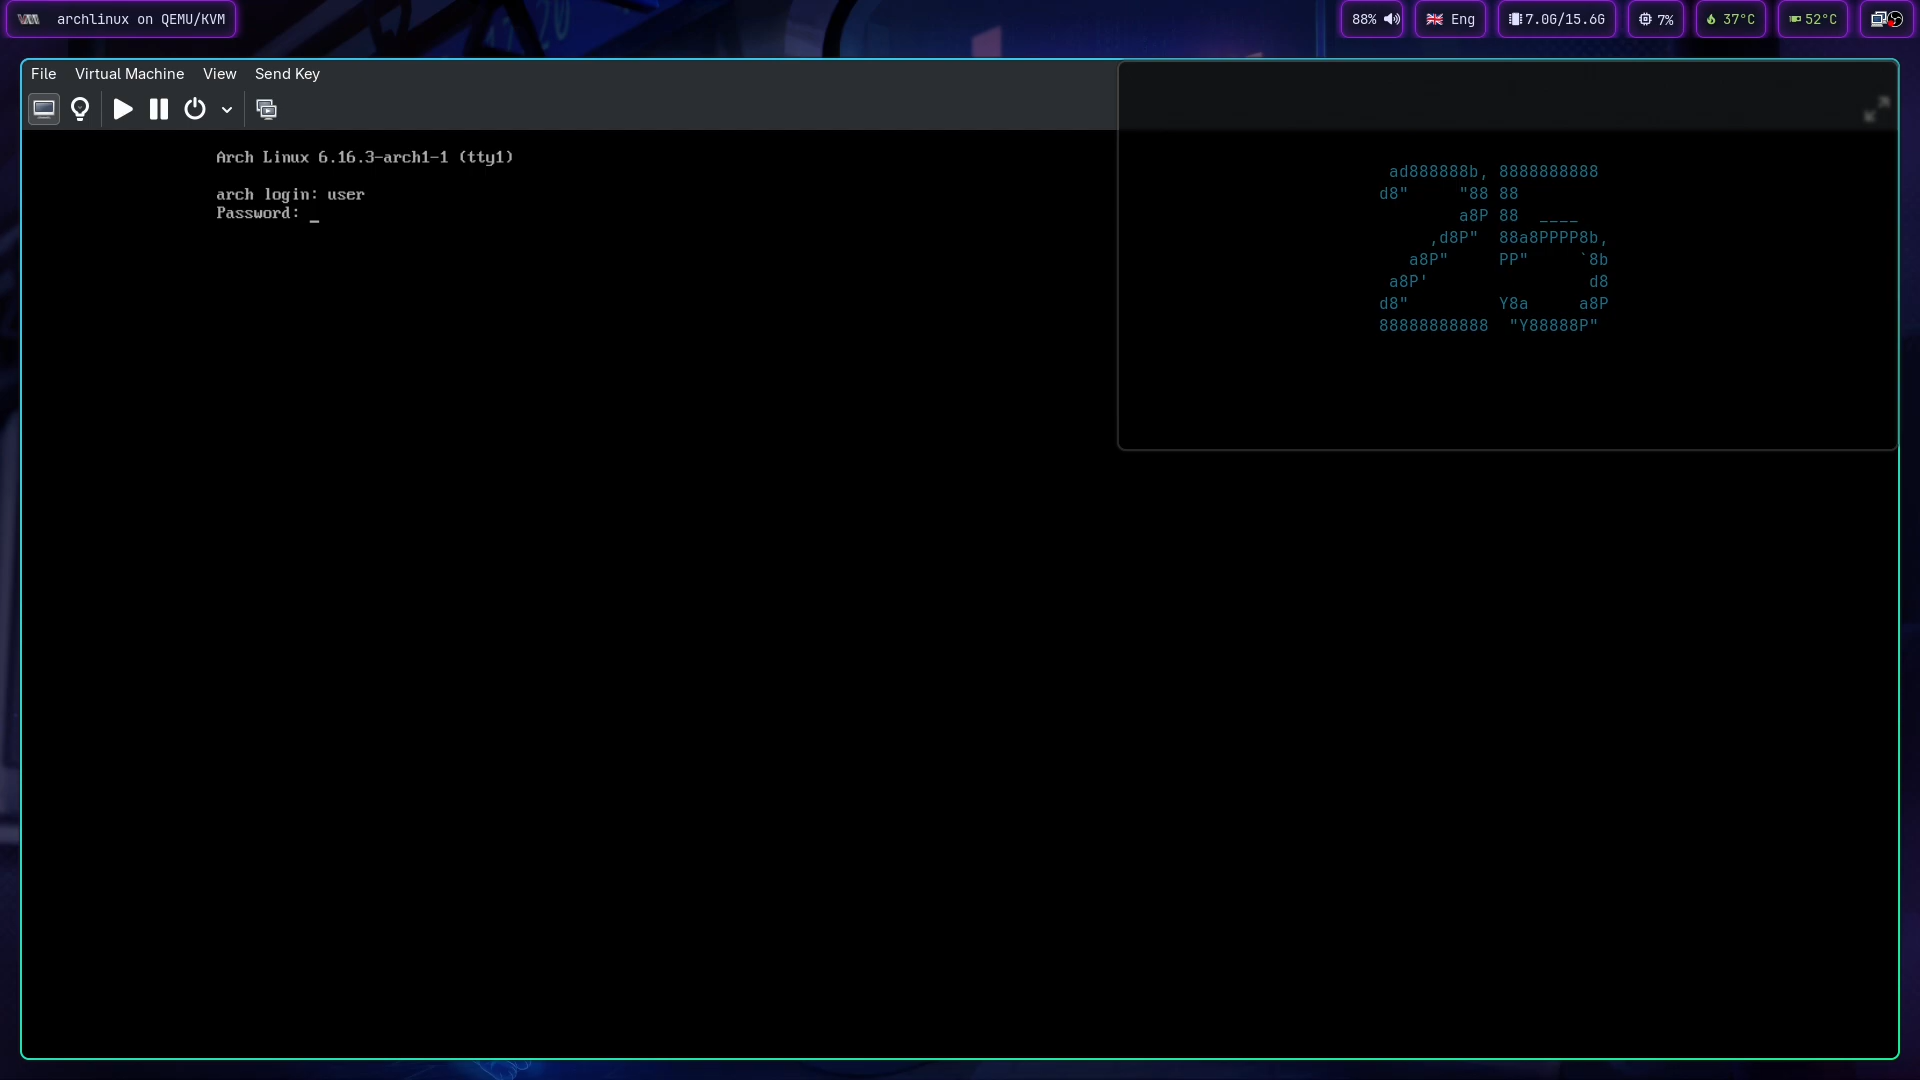 archlinux on QEMU/KVM
88%
Eng
7.0G/15.6G
7%
37°C
52°C
File Virtual Machine View Send Key
Arch Linux 6.16.3-arch1-1 (tty1)
arch login: user
Password: _
 ad888888b, 8888888888
d8"     "88 88
        a8P 88  ____
     ,d8P"  88a8PPPP8b,
   a8P"     PP"     `8b
 a8P'                d8
d8"         Y8a     a8P
88888888888  "Y88888P"